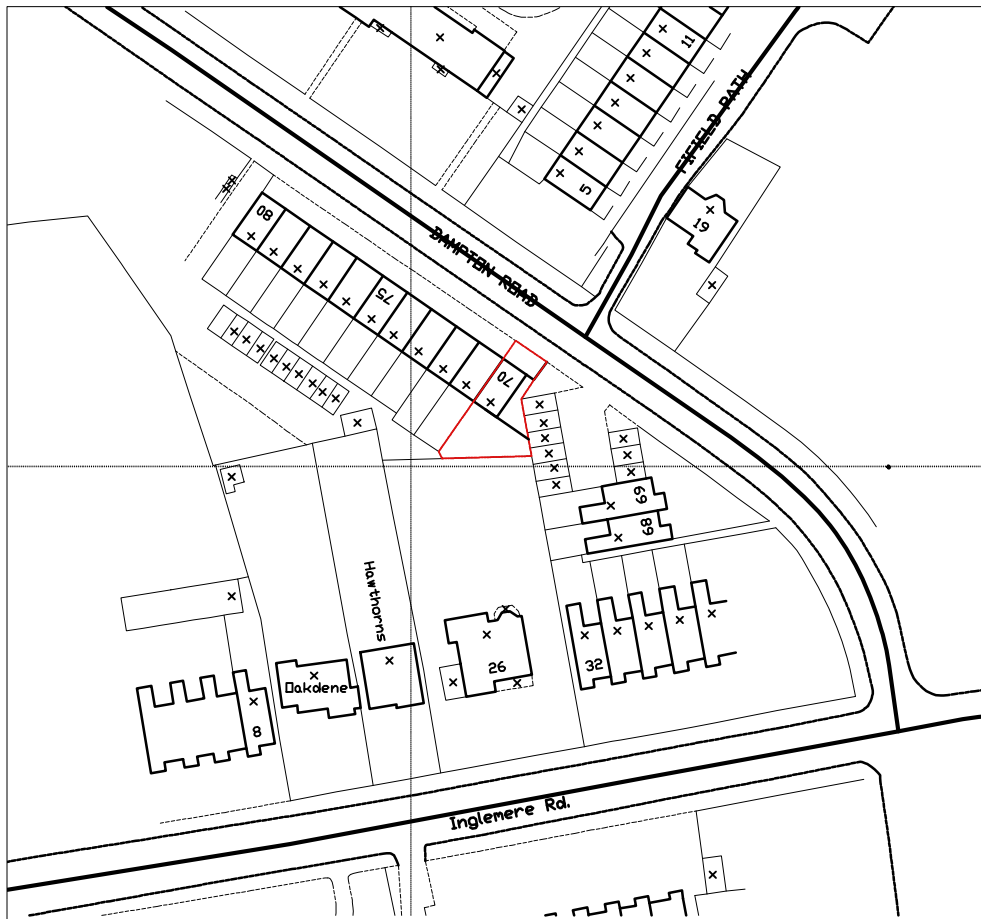 11
FIFIELD PATH
5
19
80
BAMPTON ROAD
75
70
69
68
Hawthorns
26
32
Oakdene
8
Inglemere Rd.